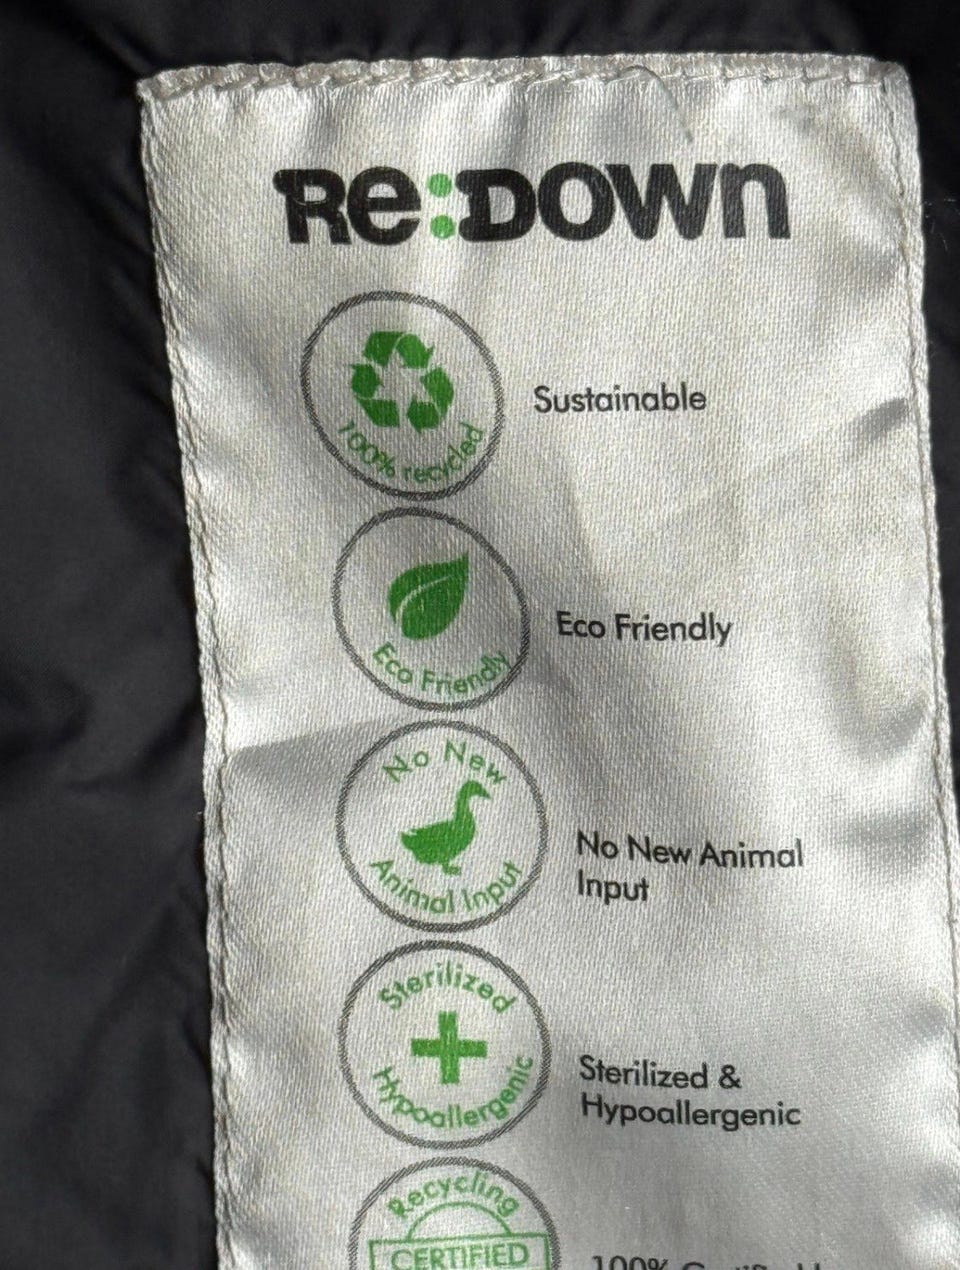 Re:Down
100% recycled
Sustainable
Eco Friendly
Eco Friendly
No New
Animal Input
No New Animal
Input
Sterilized
Hypoallergenic
Sterilized &
Hypoallergenic
Recycling
CERTIFIED
100%